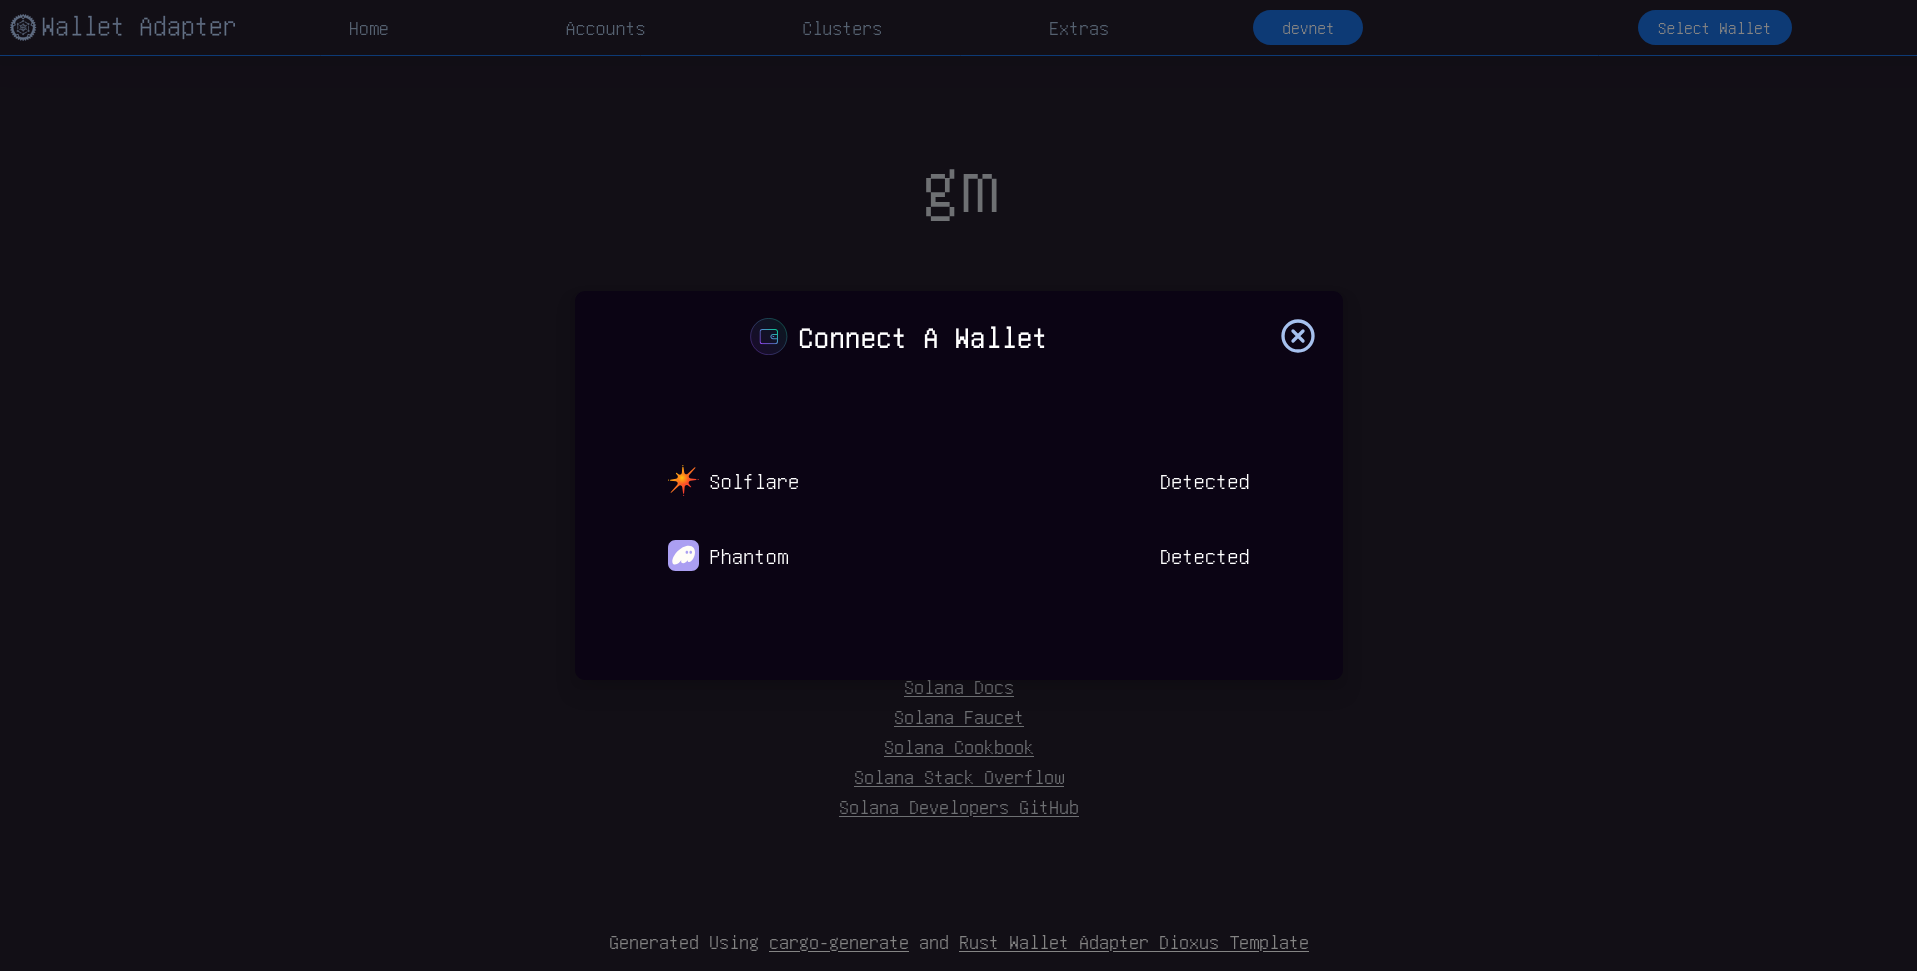 Wallet Adapter Home Accounts Clusters Extras devnet Select Wallet
gm
Connect A Wallet
Solflare Detected
Phantom Detected
Solana Docs
Solana Faucet
Solana Cookbook
Solana Stack Overflow
Solana Developers GitHub
Generated Using cargo-generate and Rust Wallet Adapter Dioxus Template